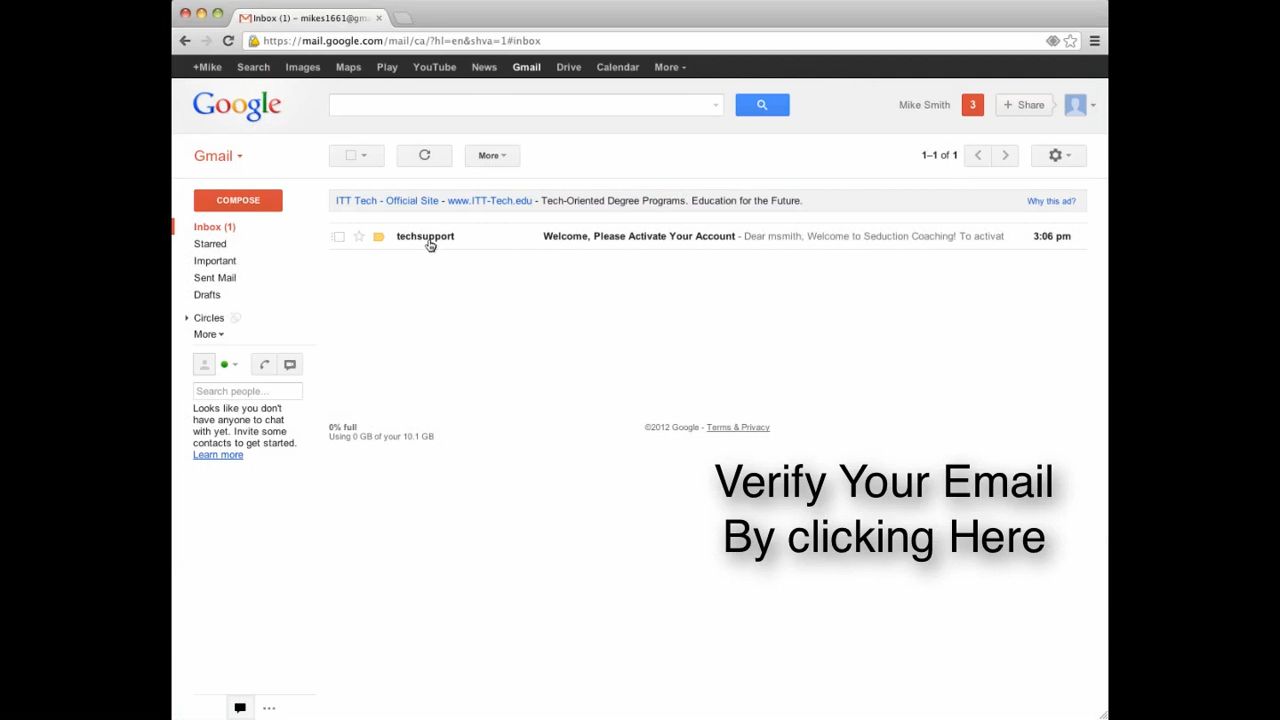 Inbox (1) - mikes1661@gm
https://mail.google.com/mail/ca/?hl=en&shva=1#inbox
+Mike Search Images Maps Play YouTube News Gmail Drive Calendar More
Google
Mike Smith 3 + Share
Gmail
More
1–1 of 1
COMPOSE
ITT Tech - Official Site - www.ITT-Tech.edu - Tech-Oriented Degree Programs. Education for the Future. Why this ad?
Inbox (1)
techsupport Welcome, Please Activate Your Account - Dear msmith, Welcome to Seduction Coaching! To activat 3:06 pm
Starred
Important
Sent Mail
Drafts
Circles
More
Search people...
Looks like you don't
have anyone to chat
with yet. Invite some
contacts to get started.
Learn more
0% full
Using 0 GB of your 10.1 GB
©2012 Google - Terms & Privacy
Verify Your Email
By clicking Here